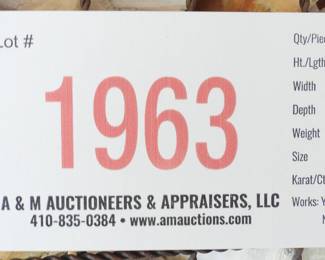 Lot #
1963
A & M AUCTIONEERS & APPRAISERS, LLC
410-835-0384 • www.amauctions.com
Qty/Pie
Ht./Lgth
Width
Depth
Weight
Size
Karat/Ct
Works: Y
N